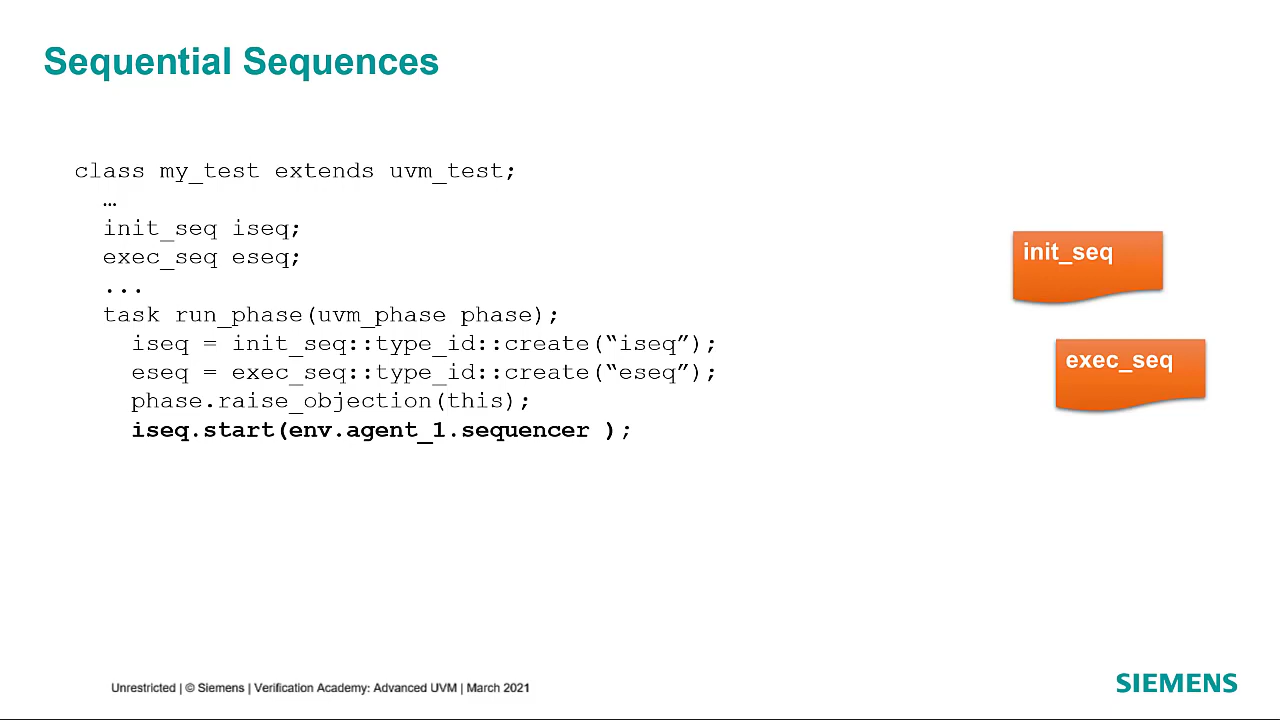 Sequential Sequences
class my_test extends uvm_test;
…
init_seq iseq;
exec_seq eseq;
...
task run_phase(uvm_phase phase);
iseq = init_seq::type_id::create(“iseq”);
eseq = exec_seq::type_id::create(“eseq”);
phase.raise_objection(this);
iseq.start(env.agent_1.sequencer );
init_seq
exec_seq
Unrestricted | © Siemens | Verification Academy: Advanced UVM | March 2021
SIEMENS